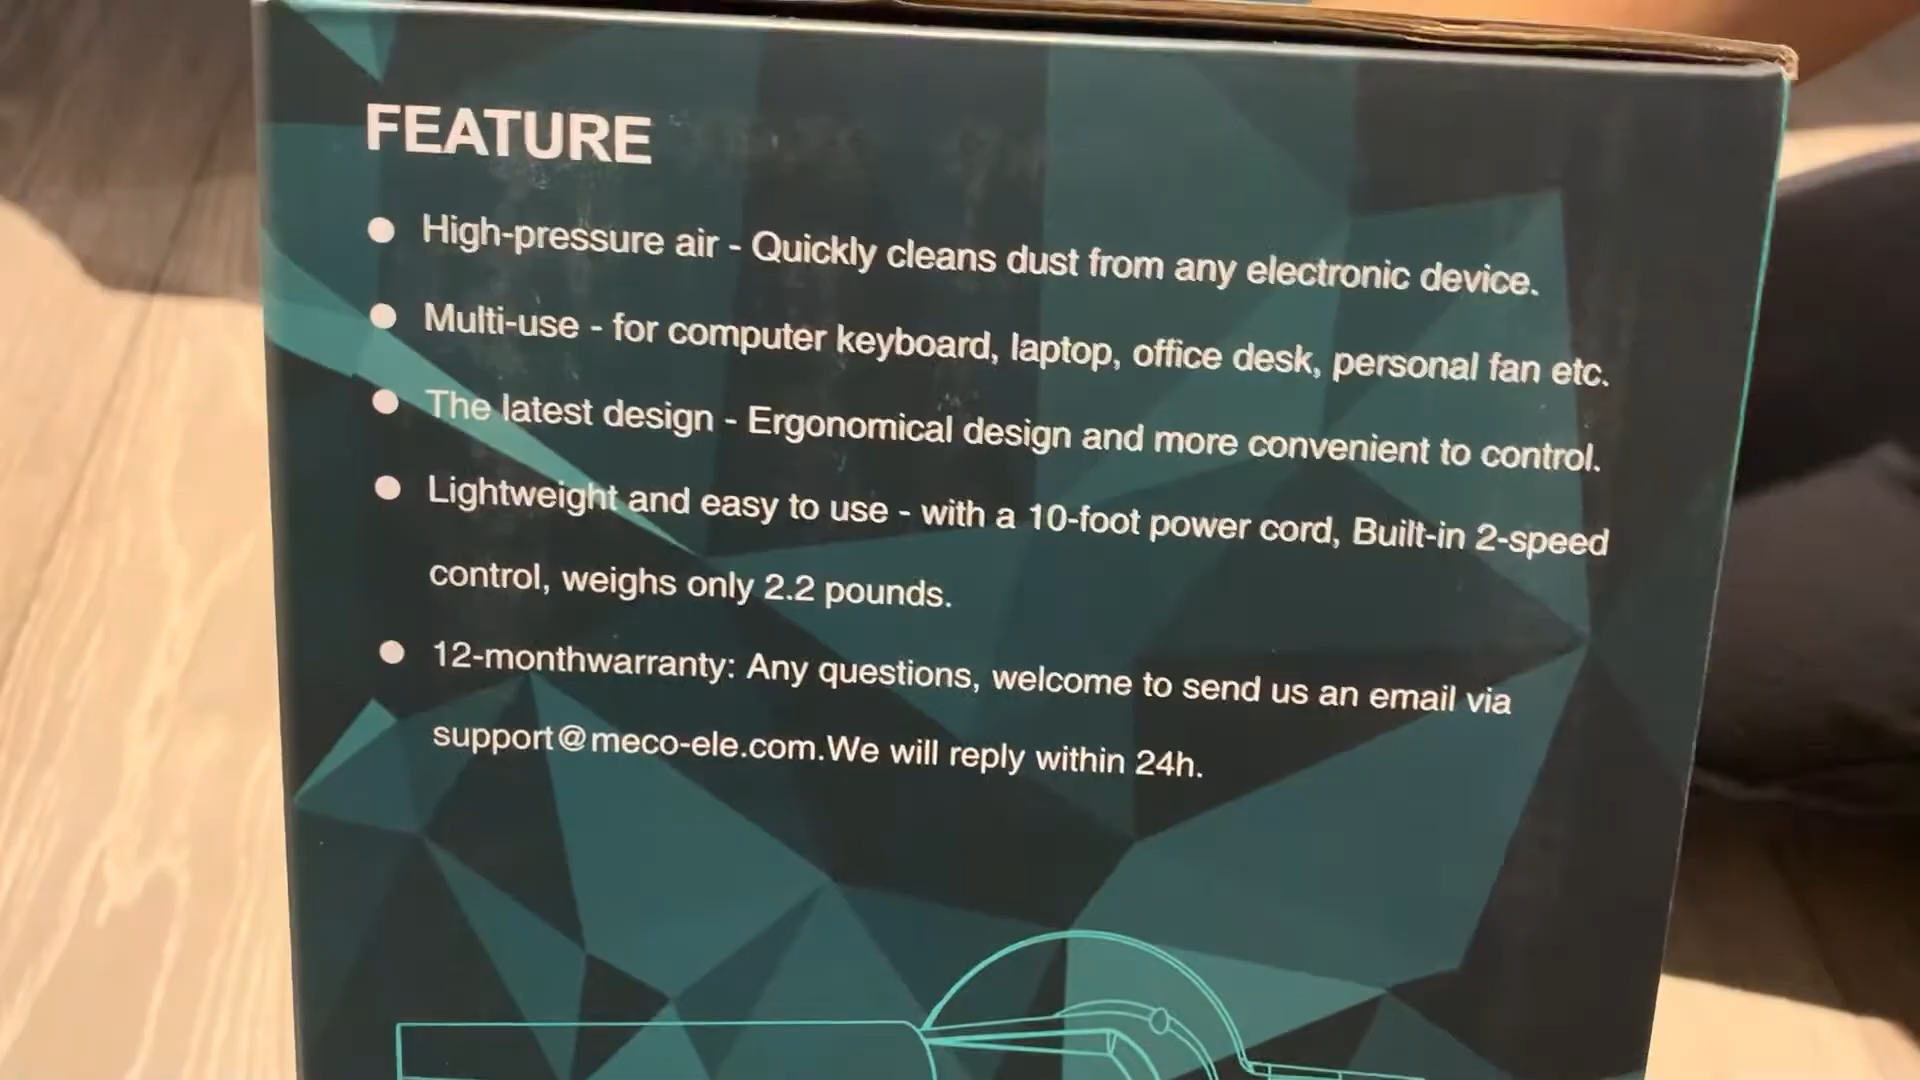 FEATURE
● High-pressure air - Quickly cleans dust from any electronic device.
● Multi-use - for computer keyboard, laptop, office desk, personal fan etc.
● The latest design - Ergonomical design and more convenient to control.
● Lightweight and easy to use - with a 10-foot power cord, Built-in 2-speed
control, weighs only 2.2 pounds.
● 12-monthwarranty: Any questions, welcome to send us an email via
support@meco-ele.com.We will reply within 24h.